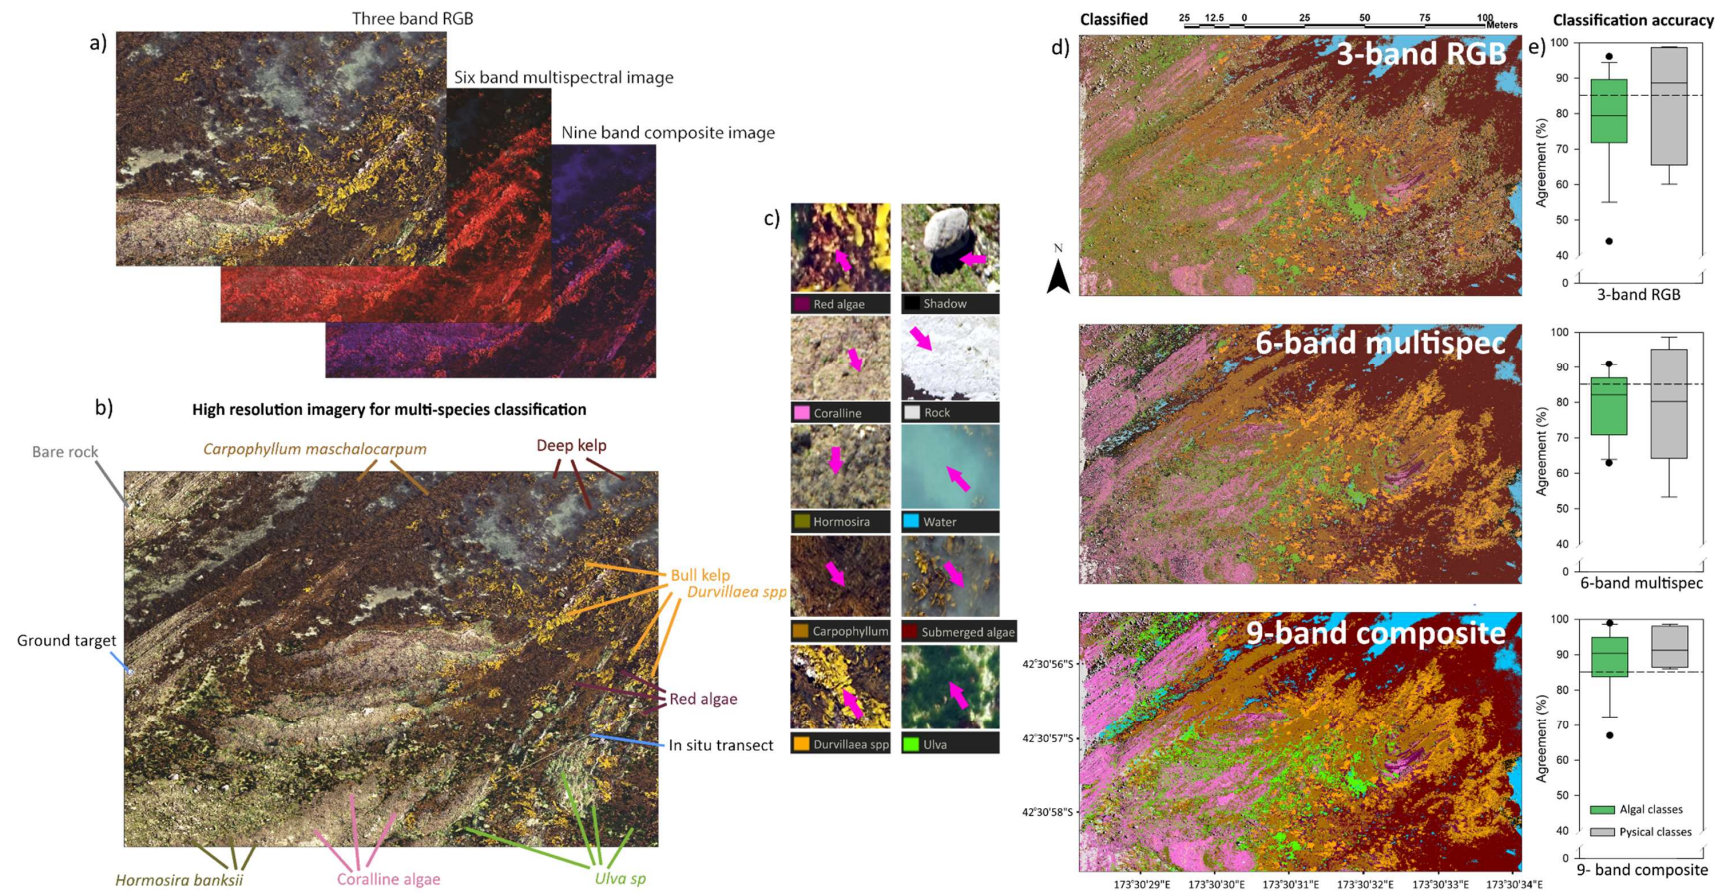 Three band RGB
a)
Six band multispectral image
Nine band composite image
b)
High resolution imagery for multi-species classification
Bare rock
Carpophyllum maschalocarpum
Deep kelp
Bull kelp
Durvillaea spp
Ground target
Red algae
In situ transect
Hormosira banksii
Coralline algae
Ulva sp
c)
Red algae
Shadow
Coralline
Rock
Hormosira
Water
Carpophyllum
Submerged algae
Durvillaea spp
Ulva
Classified
25 12.5 0 25 50 75 100
Meters
d)
3-band RGB
N
6-band multispec
9-band composite
42°30'56"S
42°30'57"S
42°30'58"S
173°30'29"E 173°30'30"E 173°30'31"E 173°30'32"E 173°30'33"E 173°30'34"E
Classification accuracy
e)
100
90
80
70
60
50
40
0
Agreement (%)
3-band RGB
100
90
80
70
60
50
40
0
Agreement (%)
6-band multispec
100
90
80
70
60
50
40
0
Agreement (%)
Algal classes
Pysical classes
9- band composite